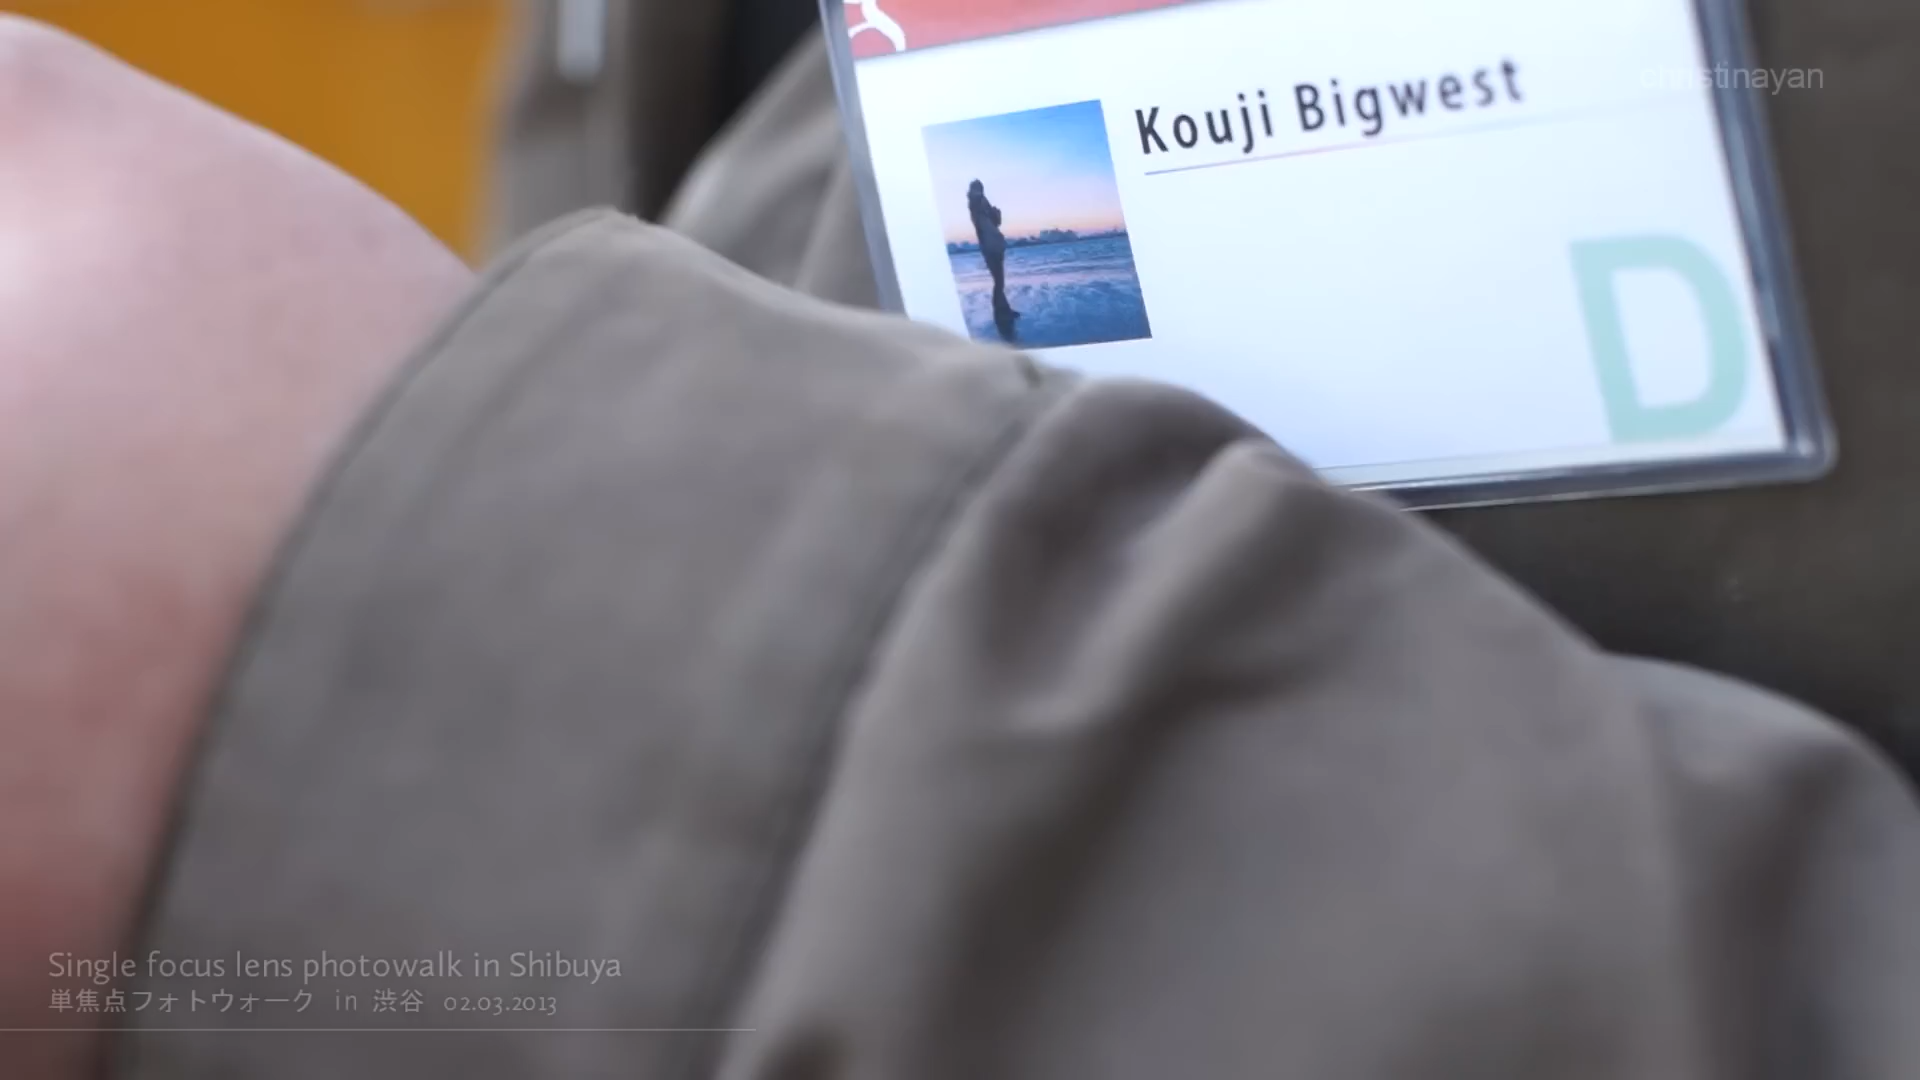 christinayan
Kouji Bigwest
D
Single focus lens photowalk in Shibuya
単焦点フォトウォーク in 渋谷 02.03.2013